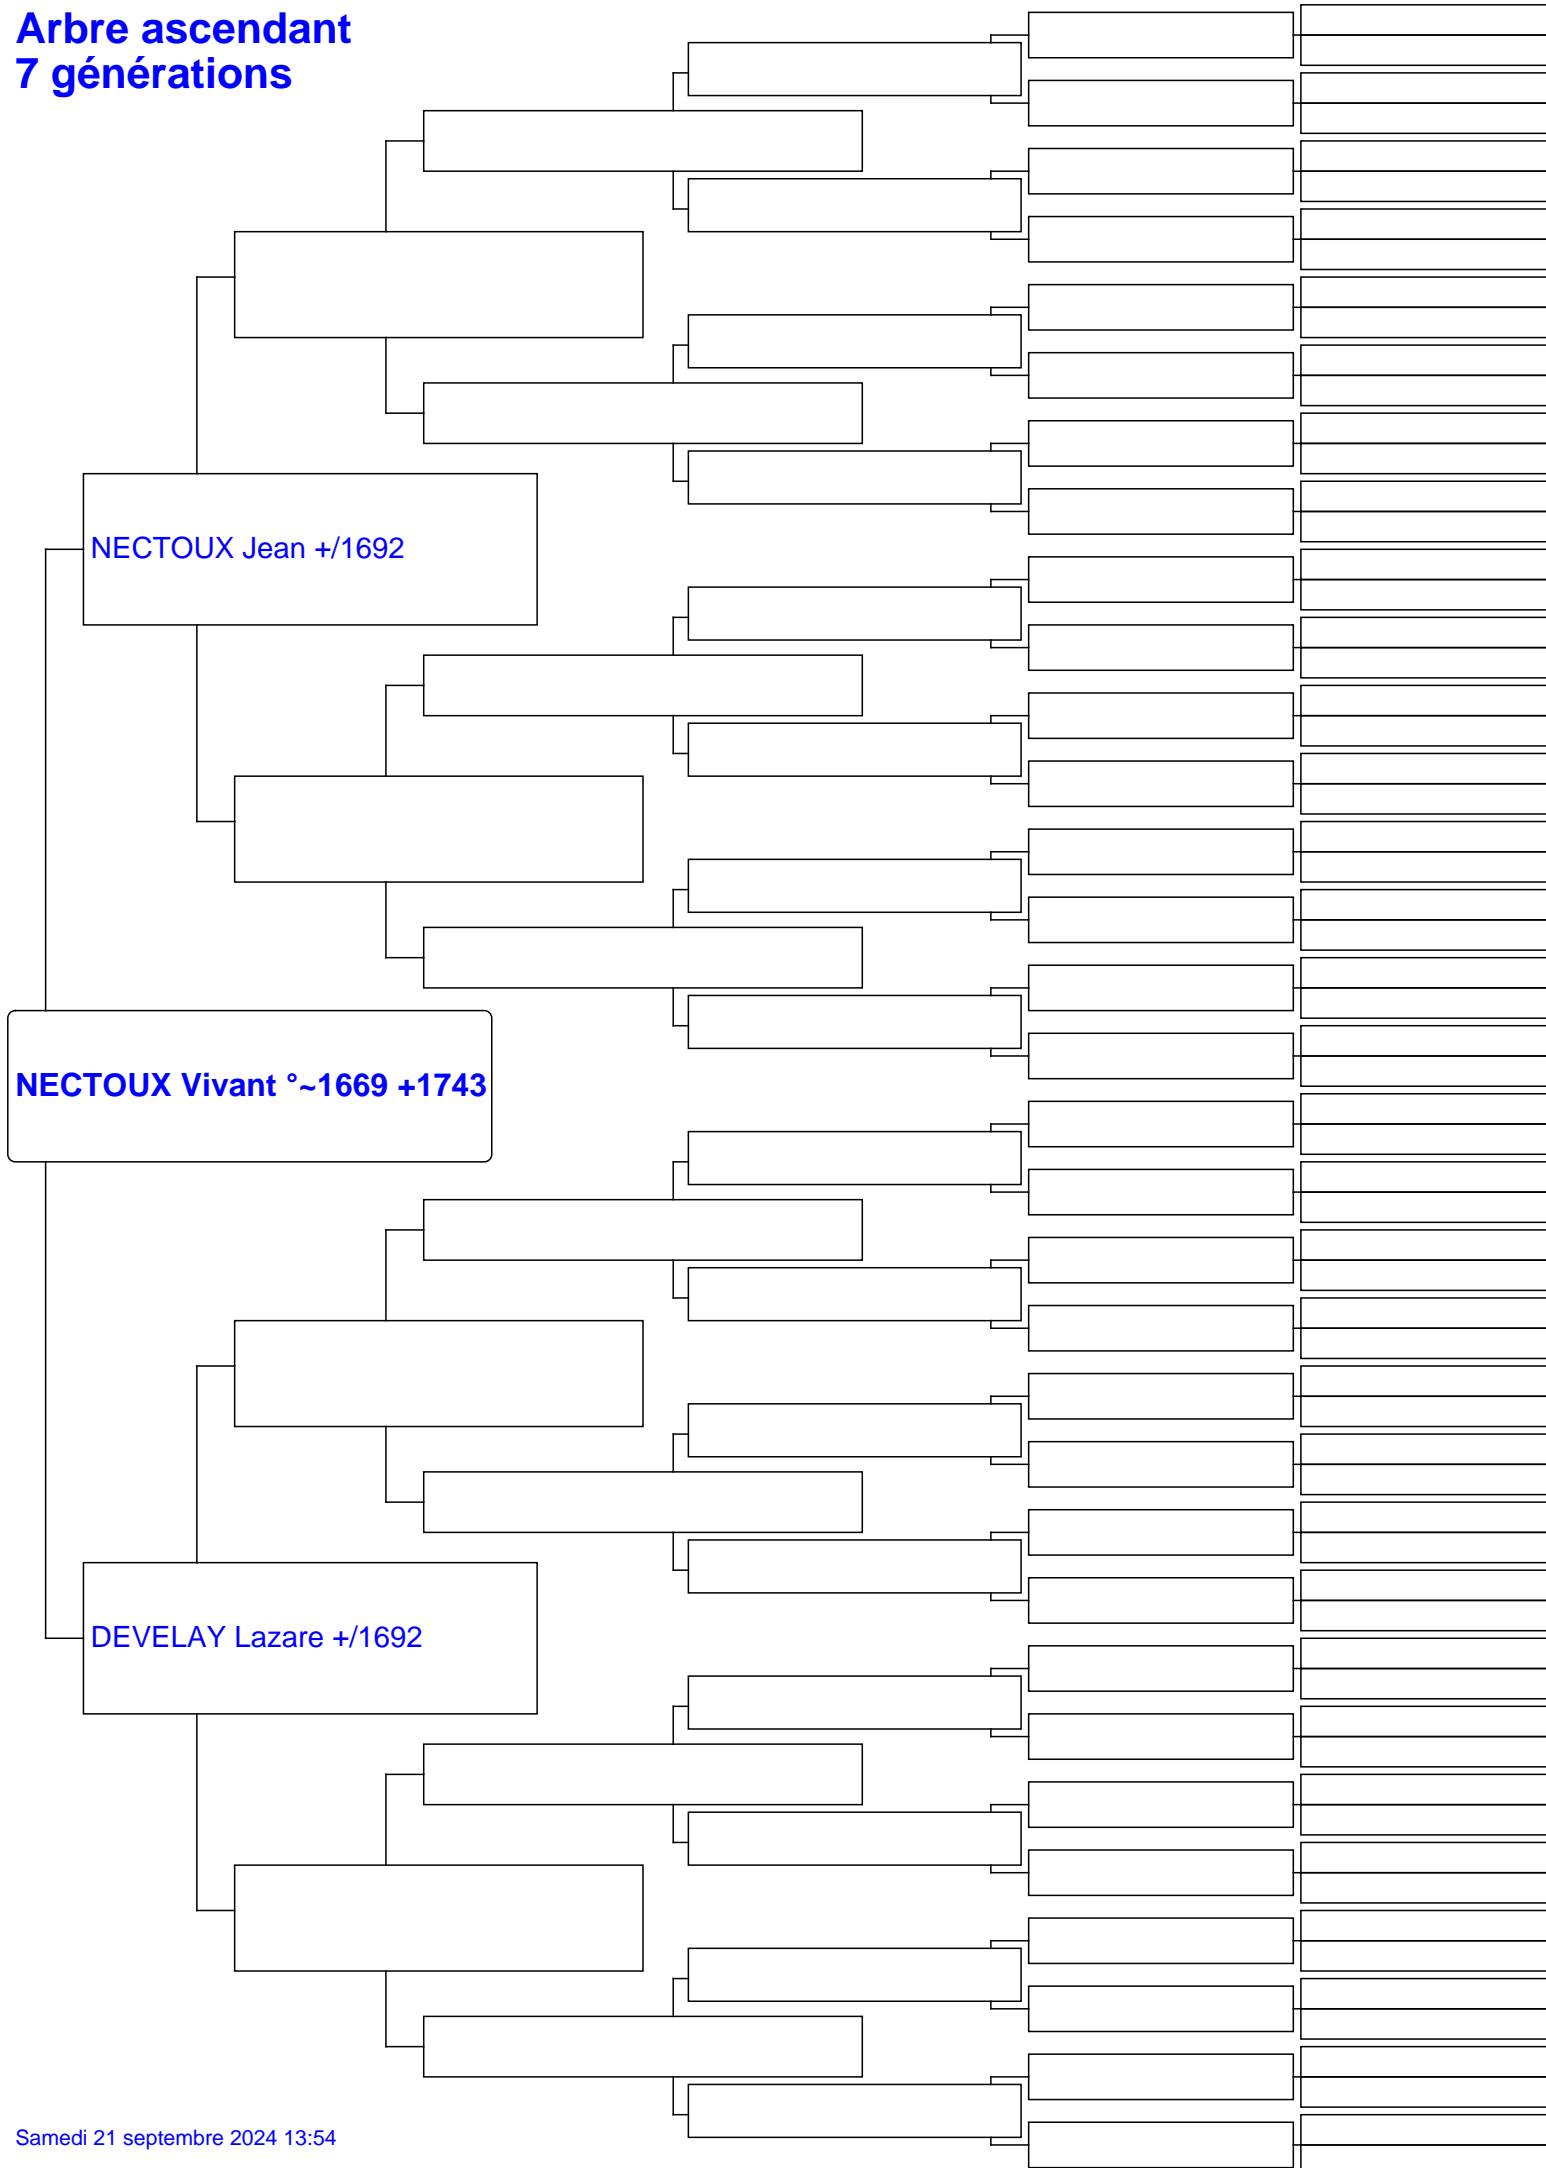 Arbre ascendant
7 générations
NECTOUX Jean +/1692
NECTOUX Vivant °~1669 +1743
DEVELAY Lazare +/1692
Samedi 21 septembre 2024 13:54